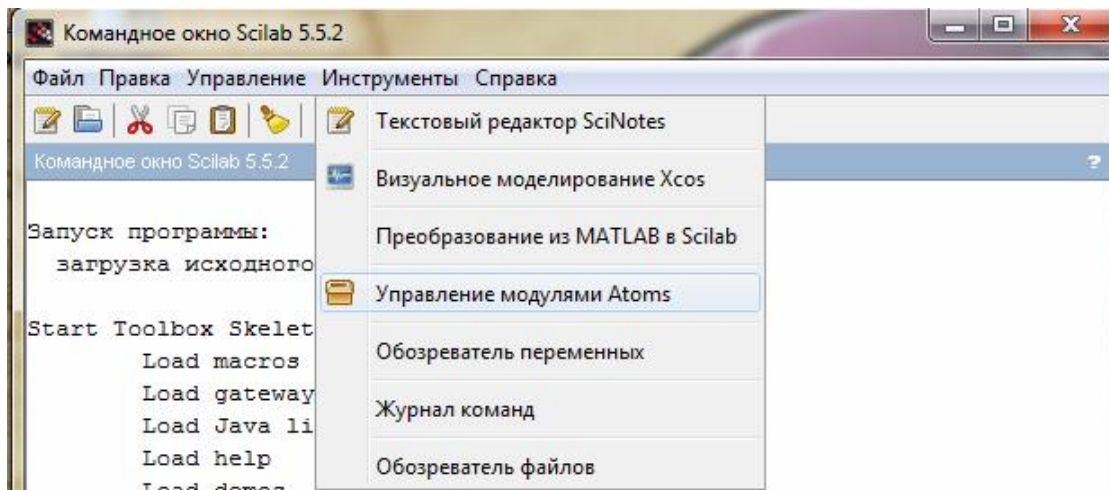 Командное окно Scilab 5.5.2
Файл Правка Управление Инструменты Справка
Командное окно Scilab 5.5.2 ?
Запуск программы:
загрузка исходного
Start Toolbox Skelet
Load macros
Load gateway
Load Java li
Load help
Load demos
Текстовый редактор SciNotes
Визуальное моделирование Xcos
Преобразование из MATLAB в Scilab
Управление модулями Atoms
Обозреватель переменных
Журнал команд
Обозреватель файлов